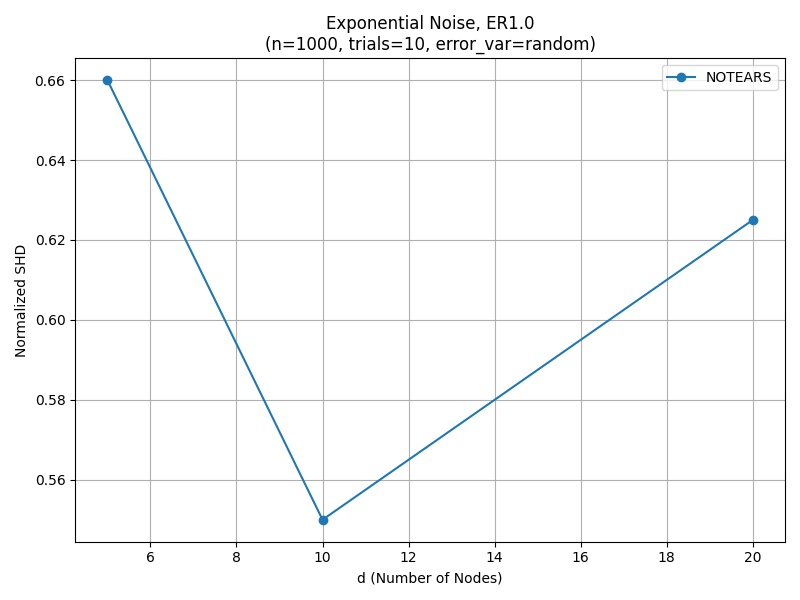 Exponential Noise, ER1.0
(n=1000, trials=10, error_var=random)
NOTEARS
0.66
0.64
0.62
0.60
0.58
0.56
Normalized SHD
6 8 10 12 14 16 18 20
d (Number of Nodes)